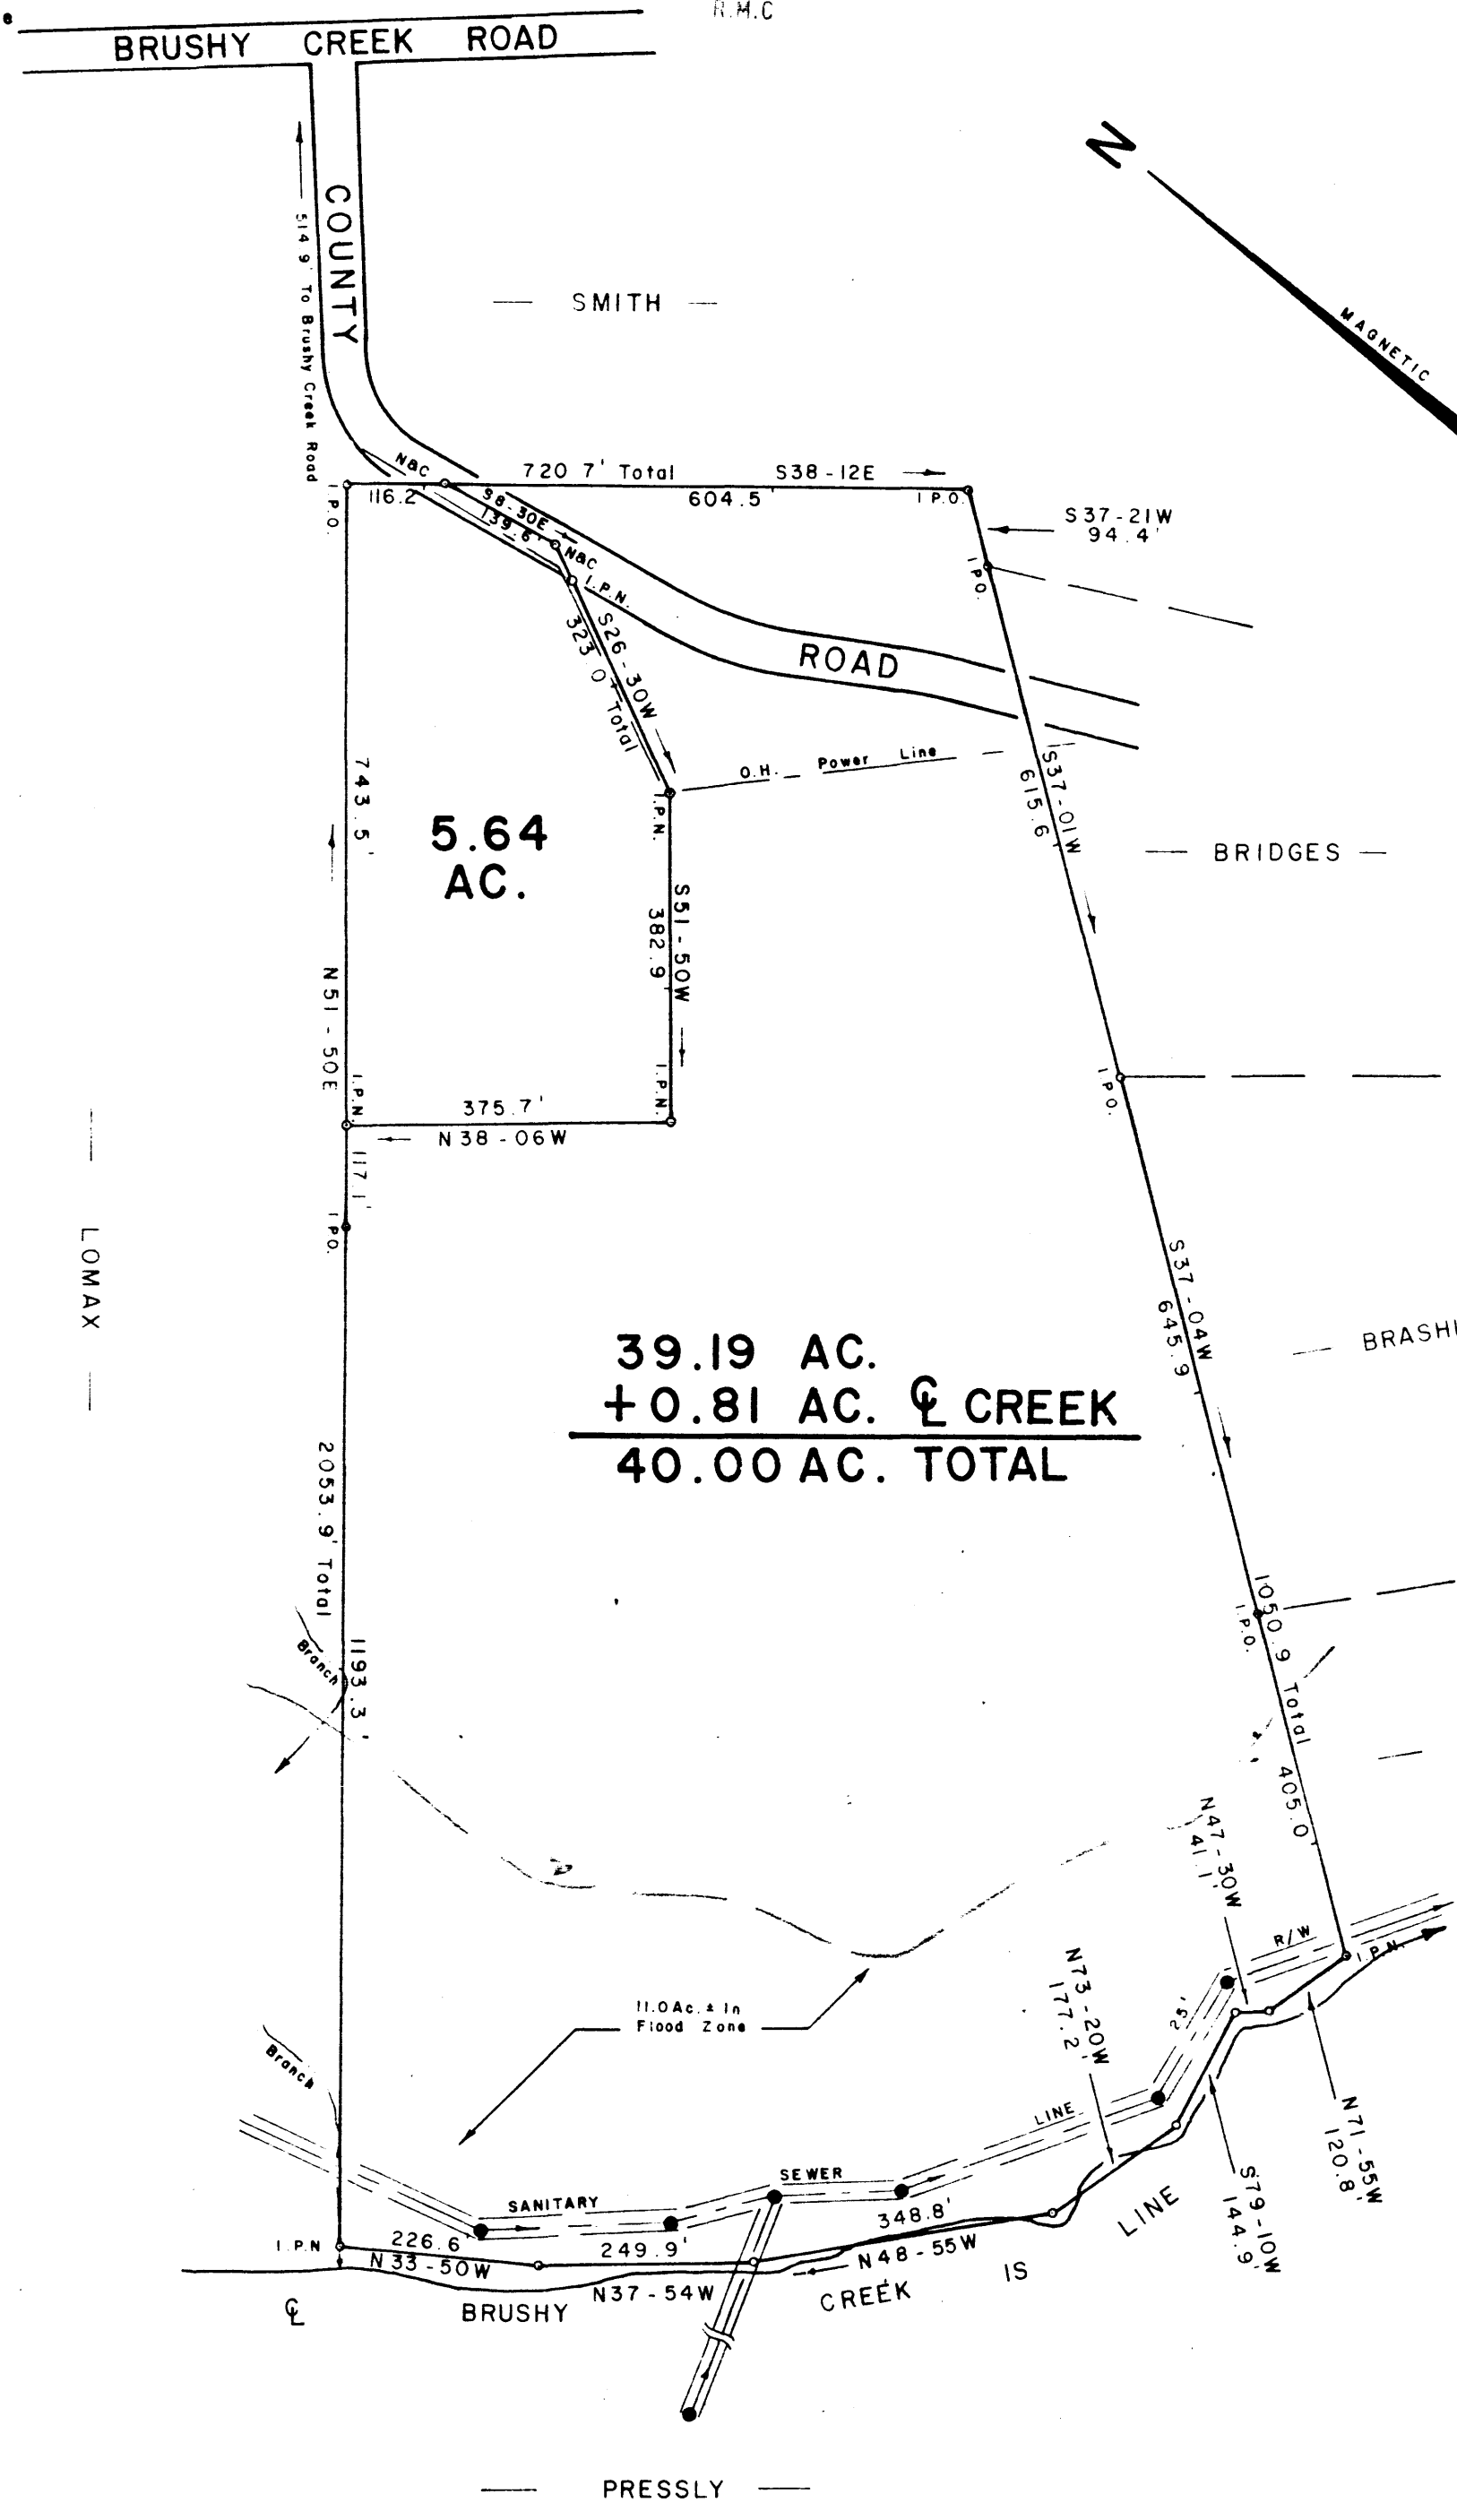 R.M.C
BRUSHY CREEK ROAD
N
MAGNETIC
COUNTY
514.9' To Brushy Creek Road
— SMITH —
N&C
720.7' Total
S38-12E
116.2'
604.5'
I.P.O.
I.P.O.
S8-30E
139.6'
N&C
I.P.N.
S37-21W
94.4'
I.P.O.
S26-30W
323.0' Total
ROAD
O.H. Power Line
I.P.N.
S37-01W
615.6'
743.5'
5.64
AC.
— BRIDGES —
S51-50W
382.9'
N51-50E
I.P.N.
I.P.N.
375.7'
N38-06W
I.P.O.
117.1'
I.P.O.
— LOMAX —
S37-04W
645.9'
39.19 AC.
+0.81 AC. ℄ CREEK
40.00 AC. TOTAL
— BRASHI
2053.9' Total
1193.3'
Branch
I.P.O.
1050.9 Total
405.0'
N47-30W
41.1'
R/W
I.P.N.
11.0 Ac. ± In
Flood Zone
N73-20W
177.2'
25'
Branch
LINE
N71-55W
120.8'
SEWER
S79-10W
144.9'
SANITARY
348.8'
LINE
I.P.N
226.6'
249.9'
N33-50W
N48-55W
IS
N37-54W
CREEK
℄
BRUSHY
— PRESSLY —